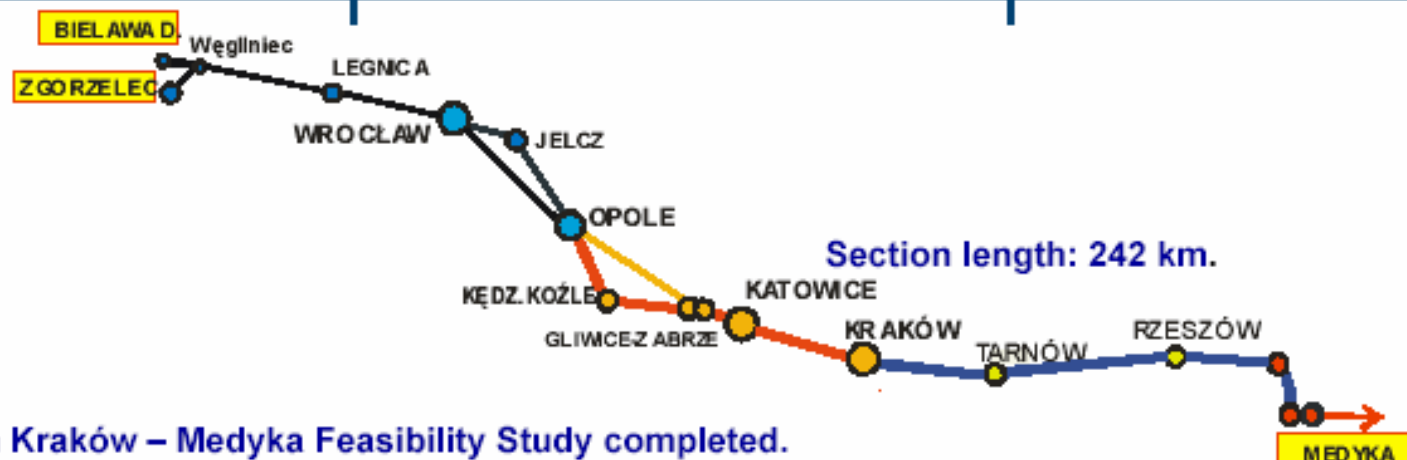 BIELAWA D.
Węgliniec
ZGORZELEC
LEGNICA
WROCŁAW
JELCZ
OPOLE
Section length: 242 km.
KĘDZ. KOŹLE
KATOWICE
GLIWICE-ZABRZE
KRAKÓW
TARNÓW
RZESZÓW
Kraków – Medyka Feasibility Study completed.
MEDYKA